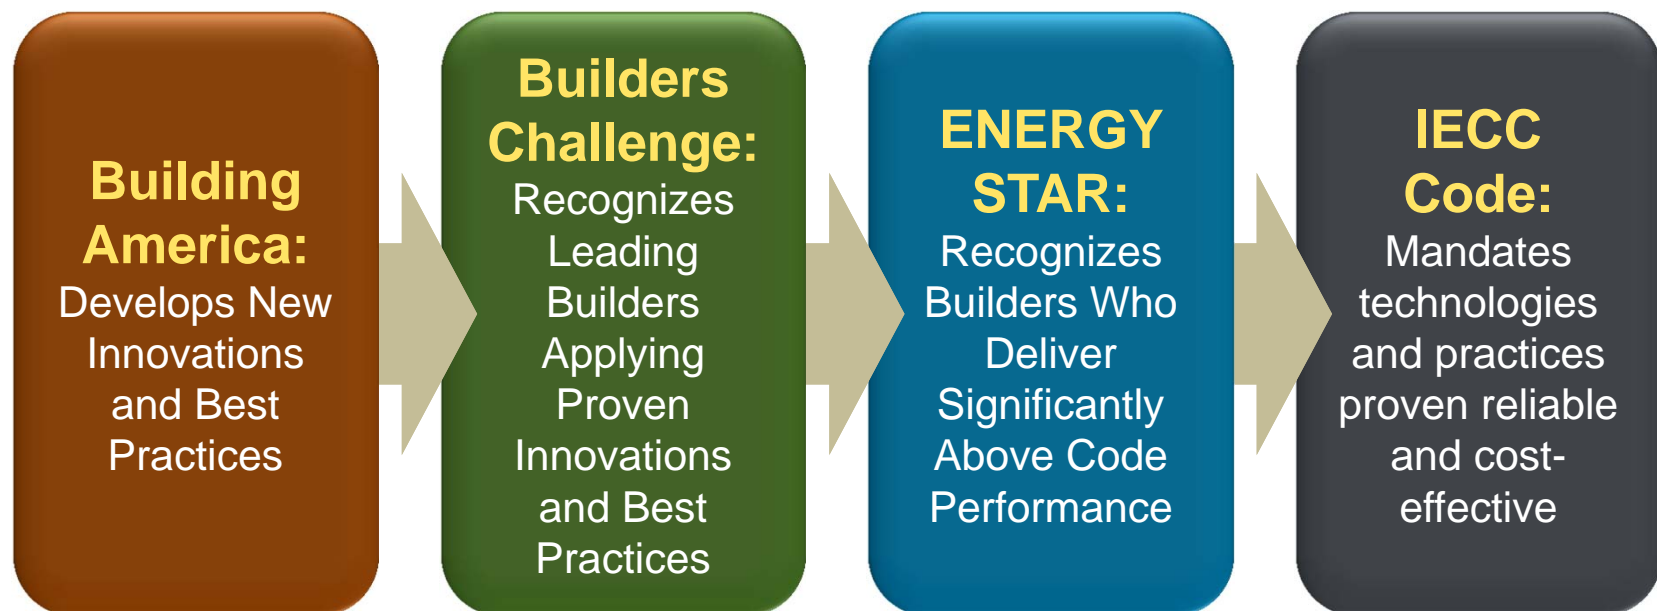 Building
America:
Develops New
Innovations
and Best
Practices
Builders
Challenge:
Recognizes
Leading
Builders
Applying
Proven
Innovations
and Best
Practices
ENERGY
STAR:
Recognizes
Builders Who
Deliver
Significantly
Above Code
Performance
IECC
Code:
Mandates
technologies
and practices
proven reliable
and cost-
effective